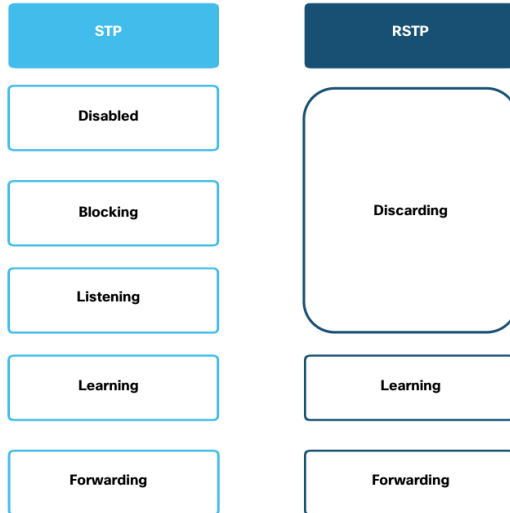 STP
Disabled
Blocking
Listening
Learning
Forwarding
RSTP
Discarding
Learning
Forwarding